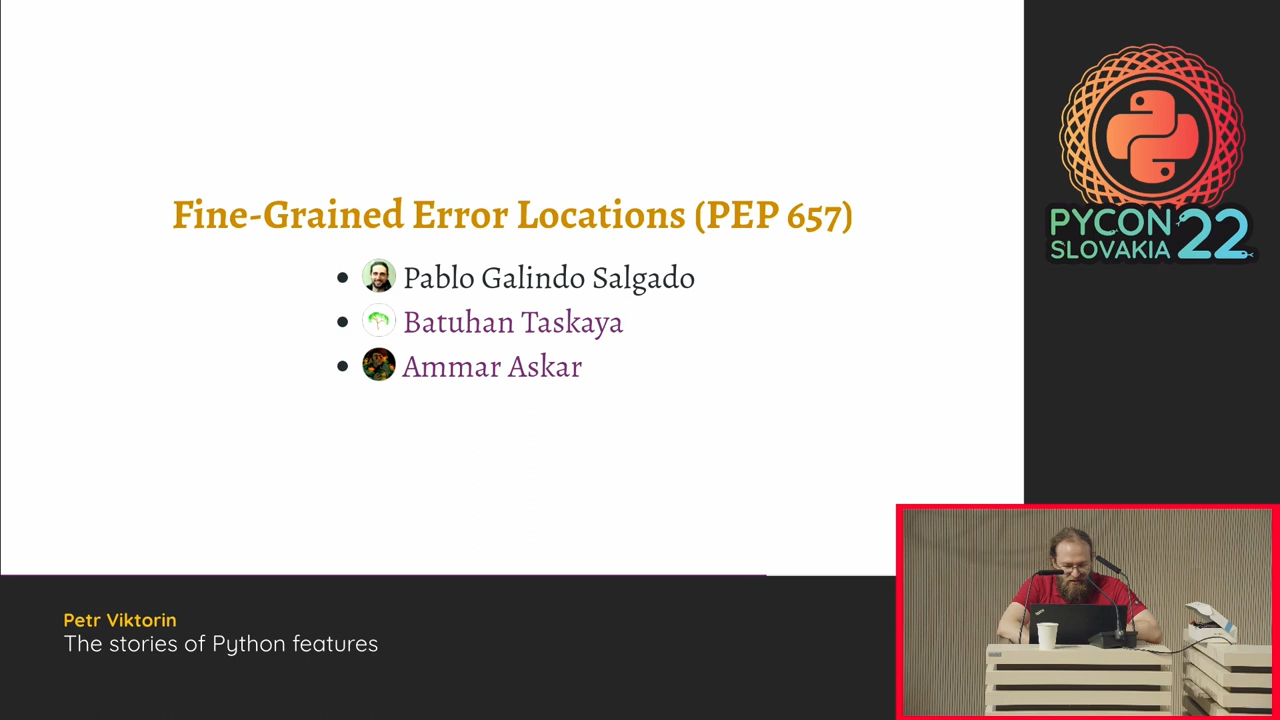 Fine-Grained Error Locations (PEP 657)
Pablo Galindo Salgado
Batuhan Taskaya
Ammar Askar
PYCON 22
SLOVAKIA
Petr Viktorin
The stories of Python features